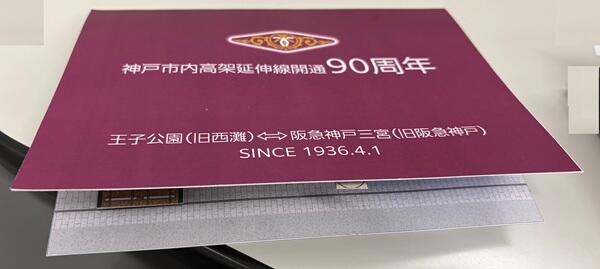 神戸市内高架延伸線開通90周年
王子公園(旧西灘)⇔阪急神戸三宮(旧阪急神戸)
SINCE 1936.4.1